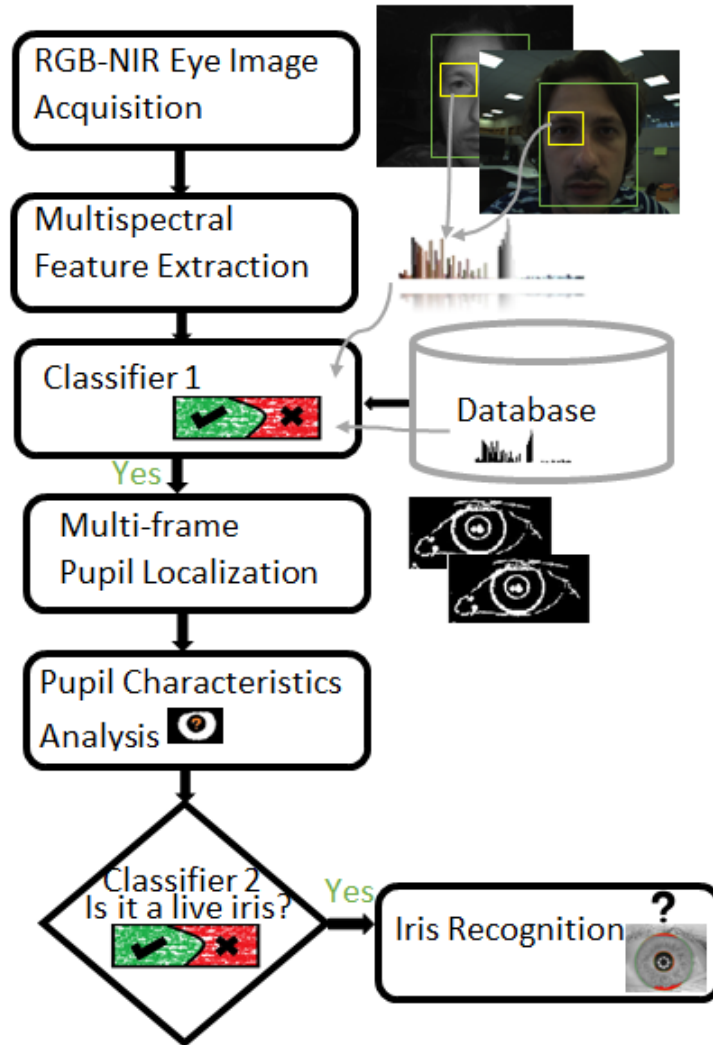 RGB-NIR Eye Image
Acquisition
Multispectral
Feature Extraction
Classifier 1
Database
Yes
Multi-frame
Pupil Localization
Pupil Characteristics
Analysis
?
Classifier 2
Is it a live iris?
Yes
?
Iris Recognition